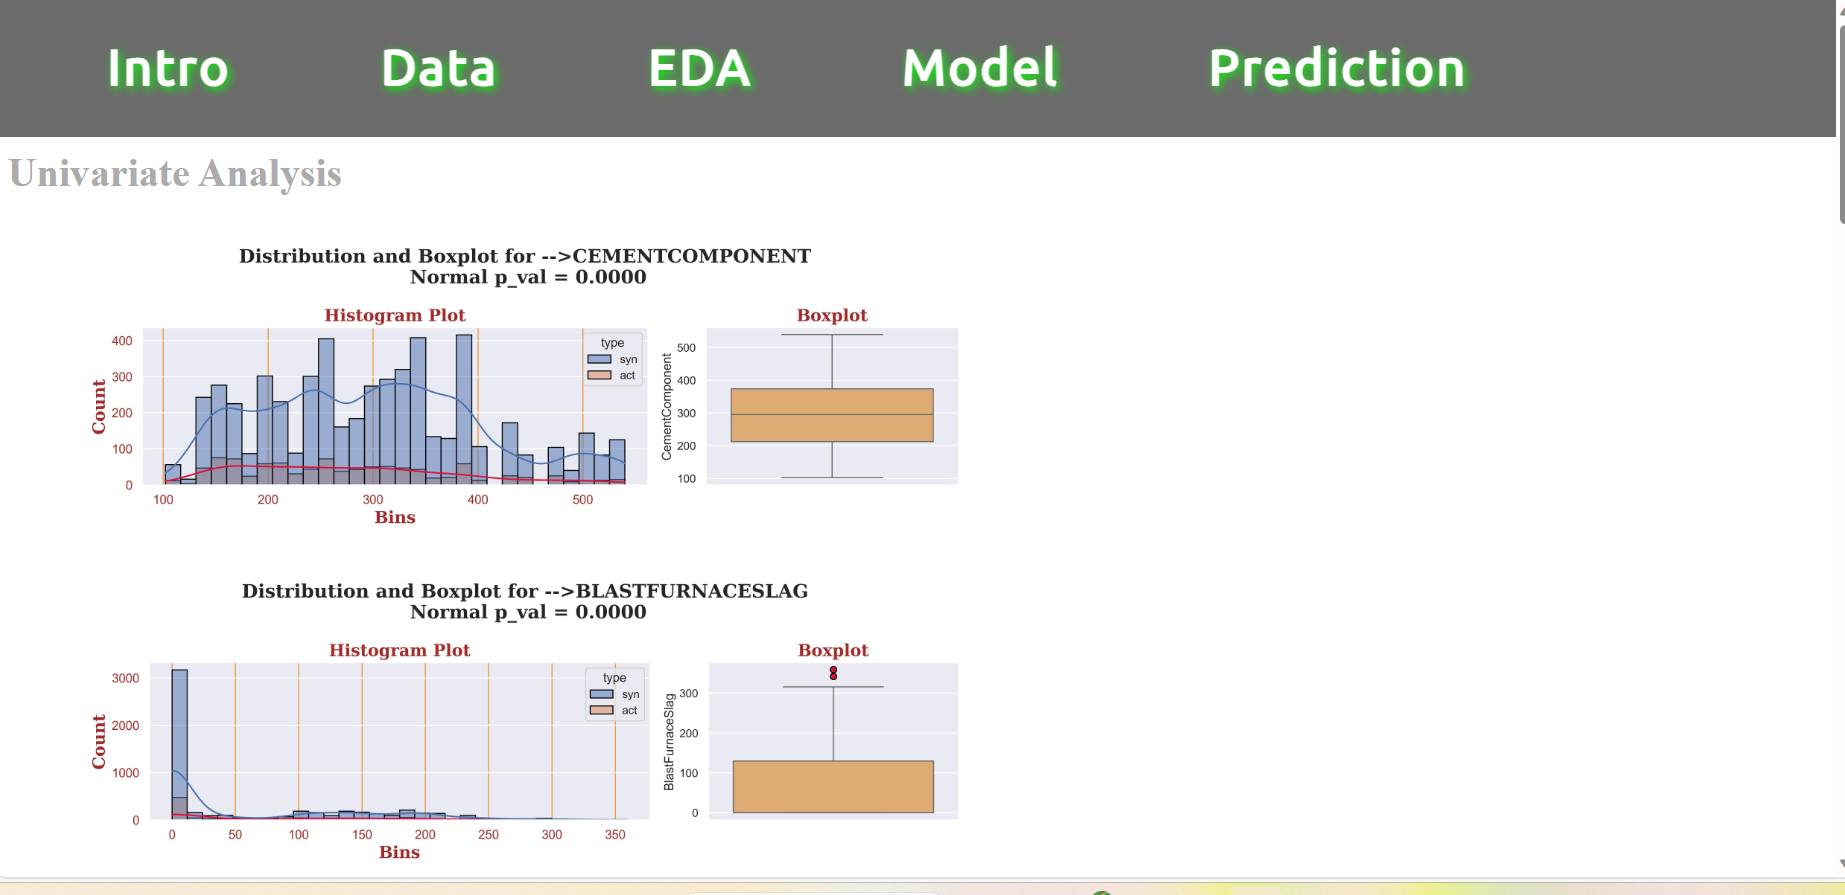 Intro Data EDA Model Prediction
Univariate Analysis
Distribution and Boxplot for -->CEMENTCOMPONENT
Normal p_val = 0.0000
Histogram Plot
Count
400
300
200
100
0
type
syn
act
100 200 300 400 500
Bins
Boxplot
CementComponent
500
400
300
200
100
Distribution and Boxplot for -->BLASTFURNACESLAG
Normal p_val = 0.0000
Histogram Plot
Count
3000
2000
1000
0
type
syn
act
0 50 100 150 200 250 300 350
Bins
Boxplot
BlastFurnaceSlag
300
200
100
0